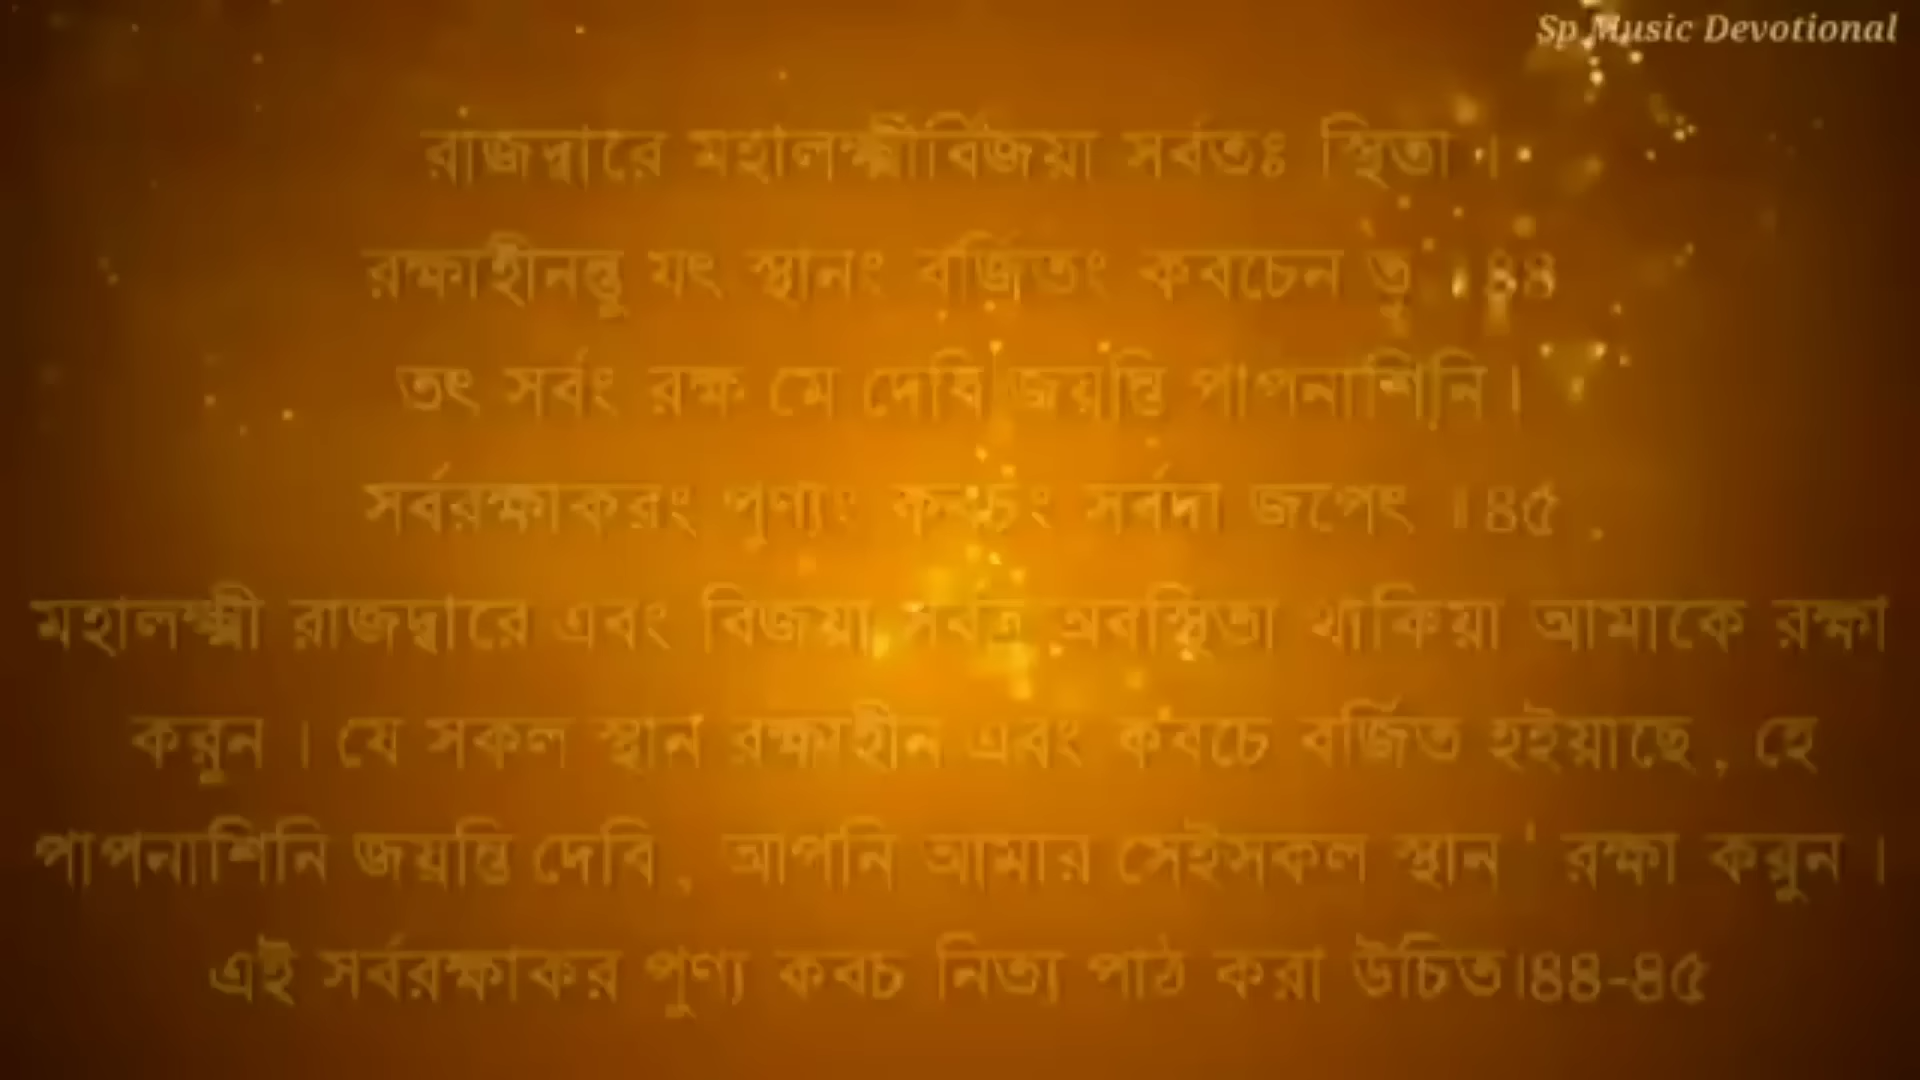 Sp Music Devotional
রাজদ্বারে মহালক্ষ্মীর্বিজয়া সর্বতঃ স্থিতা ।
রক্ষাহীনন্তু যৎ স্থানং বর্জিতং কবচেন তু । ৪৪
তৎ সর্বং রক্ষ মে দেবি জয়ন্তি পাপনাশিনি ।
সর্বরক্ষাকরং পুণ্যং কবচং সর্বদা জপেৎ । ৪৫
মহালক্ষ্মী রাজদ্বারে এবং বিজয়া সর্বত্র অবস্থিতা থাকিয়া আমাকে রক্ষা
করুন । যে সকল স্থান রক্ষাহীন এবং কবচে বর্জিত হইয়াছে , হে
পাপনাশিনি জয়ন্তি দেবি , আপনি আমার সেইসকল স্থান ' রক্ষা করুন ।
এই সর্বরক্ষাকর পুণ্য কবচ নিত্য পাঠ করা উচিত।৪৪-৪৫